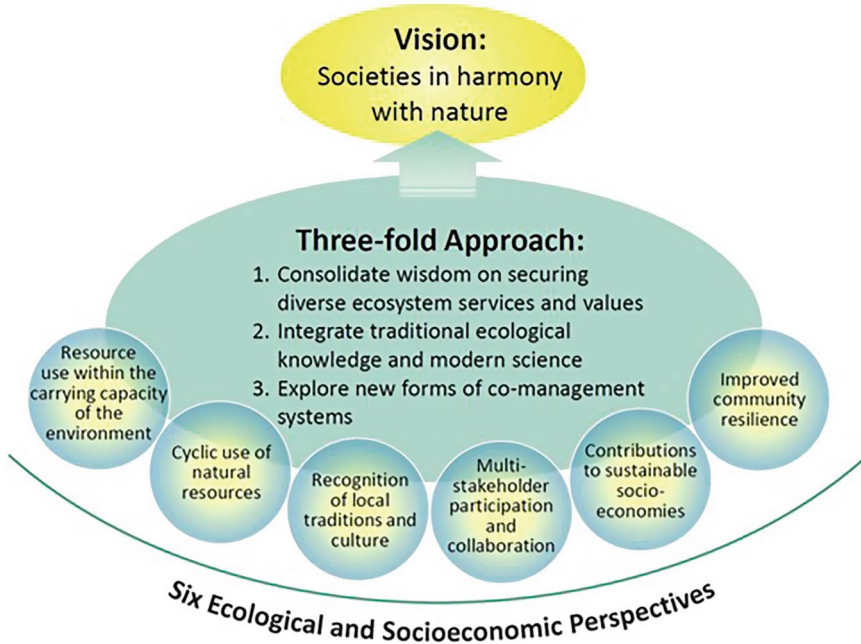 Vision:
Societies in harmony
with nature
Three-fold Approach:
1. Consolidate wisdom on securing
diverse ecosystem services and values
2. Integrate traditional ecological
knowledge and modern science
3. Explore new forms of co-management
systems
Resource
use within the
carrying capacity
of the
environment
Cyclic use of
natural
resources
Recognition
of local
traditions and
culture
Multi-
stakeholder
participation
and
collaboration
Contributions
to sustainable
socio-
economies
Improved
community
resilience
Six Ecological and Socioeconomic Perspectives